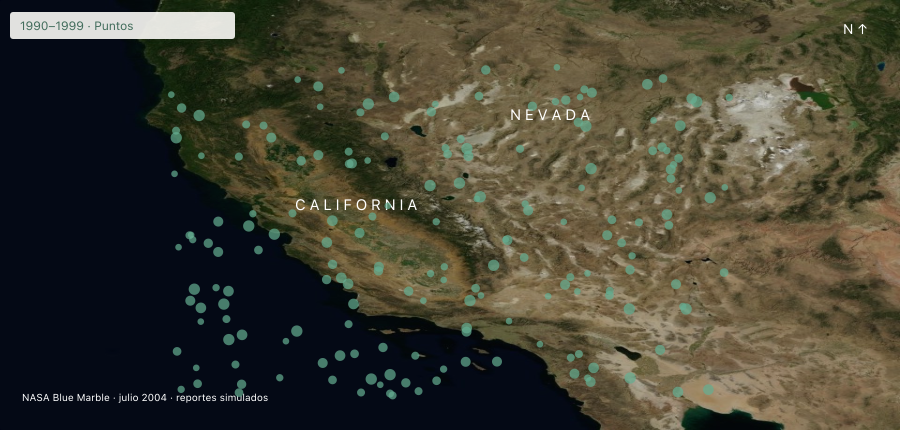 1990–1999 · Puntos
N ↑
NEVADA
CALIFORNIA
NASA Blue Marble · julio 2004 · reportes simulados